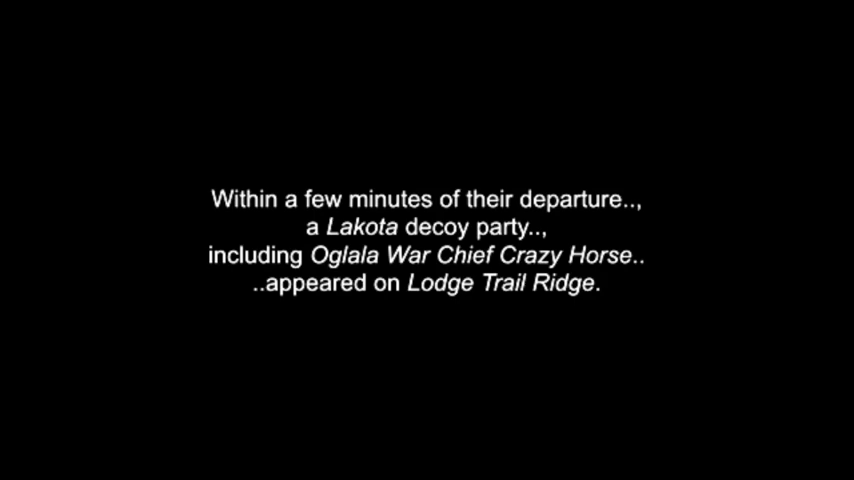 Within a few minutes of their departure..,
a Lakota decoy party..,
including Oglala War Chief Crazy Horse..
..appeared on Lodge Trail Ridge.